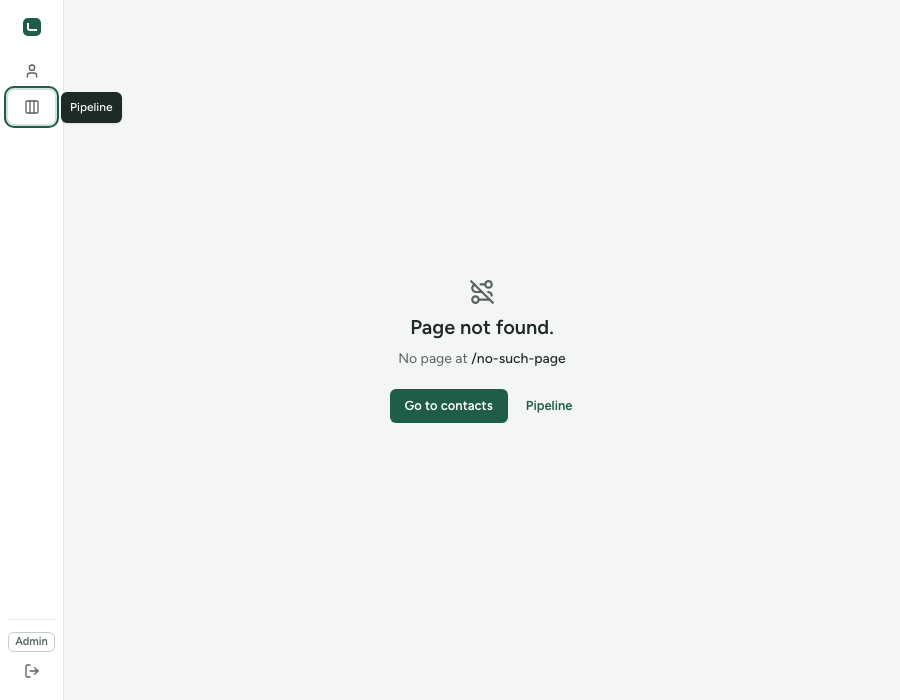 Pipeline
Page not found.
No page at /no-such-page
Go to contacts
Pipeline
Admin